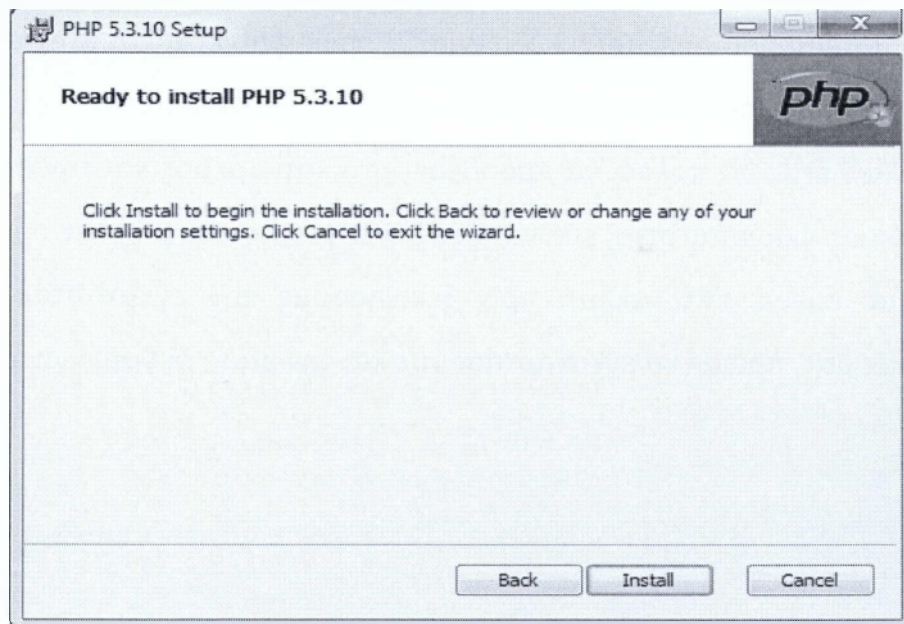 PHP 5.3.10 Setup
Ready to install PHP 5.3.10
php
Click Install to begin the installation. Click Back to review or change any of your
installation settings. Click Cancel to exit the wizard.
Back
Install
Cancel